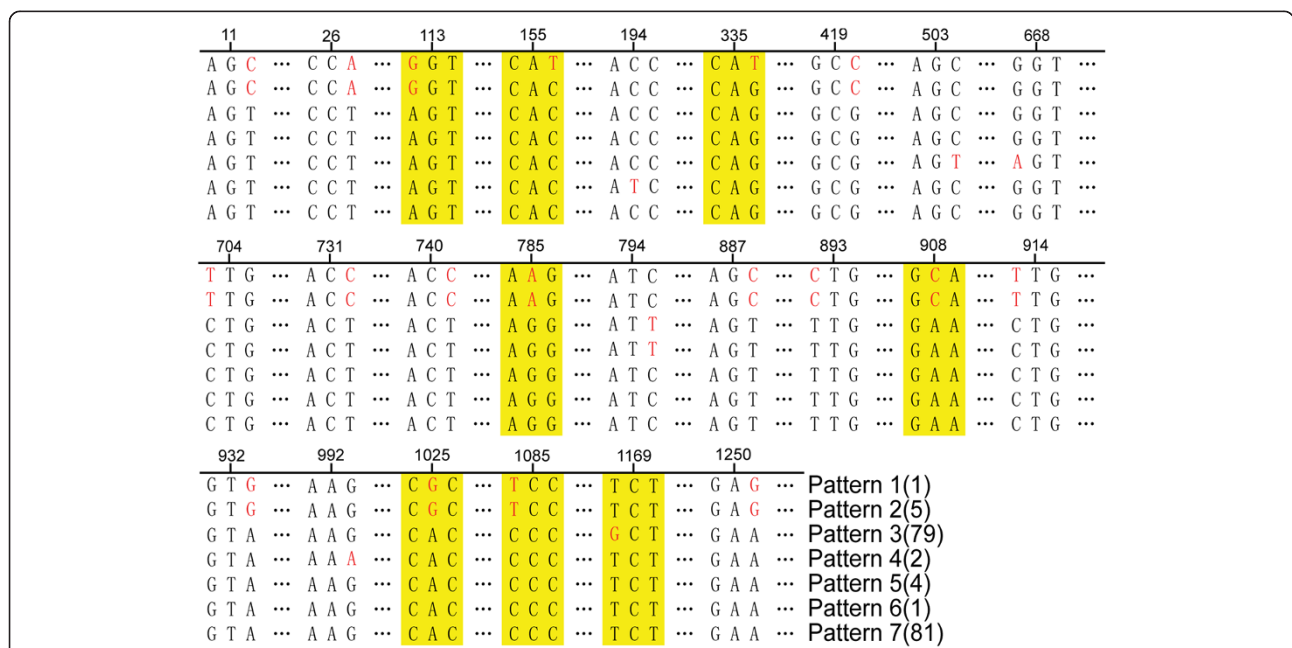 11 26 113 155 194 335 419 503 668
A G C ··· C C A ··· G G T ··· C A T ··· A C C ··· C A T ··· G C C ··· A G C ··· G G T ···
A G C ··· C C A ··· G G T ··· C A C ··· A C C ··· C A G ··· G C C ··· A G C ··· G G T ···
A G T ··· C C T ··· A G T ··· C A C ··· A C C ··· C A G ··· G C G ··· A G C ··· G G T ···
A G T ··· C C T ··· A G T ··· C A C ··· A C C ··· C A G ··· G C G ··· A G C ··· G G T ···
A G T ··· C C T ··· A G T ··· C A C ··· A C C ··· C A G ··· G C G ··· A G T ··· A G T ···
A G T ··· C C T ··· A G T ··· C A C ··· A T C ··· C A G ··· G C G ··· A G C ··· G G T ···
A G T ··· C C T ··· A G T ··· C A C ··· A C C ··· C A G ··· G C G ··· A G C ··· G G T ···
704 731 740 785 794 887 893 908 914
T T G ··· A C C ··· A C C ··· A A G ··· A T C ··· A G C ··· C T G ··· G C A ··· T T G ···
T T G ··· A C C ··· A C C ··· A A G ··· A T C ··· A G C ··· C T G ··· G C A ··· T T G ···
C T G ··· A C T ··· A C T ··· A G G ··· A T T ··· A G T ··· T T G ··· G A A ··· C T G ···
C T G ··· A C T ··· A C T ··· A G G ··· A T T ··· A G T ··· T T G ··· G A A ··· C T G ···
C T G ··· A C T ··· A C T ··· A G G ··· A T C ··· A G T ··· T T G ··· G A A ··· C T G ···
C T G ··· A C T ··· A C T ··· A G G ··· A T C ··· A G T ··· T T G ··· G A A ··· C T G ···
C T G ··· A C T ··· A C T ··· A G G ··· A T C ··· A G T ··· T T G ··· G A A ··· C T G ···
932 992 1025 1085 1169 1250
G T G ··· A A G ··· C G C ··· T C C ··· T C T ··· G A G ··· Pattern 1(1)
G T G ··· A A G ··· C G C ··· T C C ··· T C T ··· G A G ··· Pattern 2(5)
G T A ··· A A G ··· C A C ··· C C C ··· G C T ··· G A A ··· Pattern 3(79)
G T A ··· A A A ··· C A C ··· C C C ··· T C T ··· G A A ··· Pattern 4(2)
G T A ··· A A G ··· C A C ··· C C C ··· T C T ··· G A A ··· Pattern 5(4)
G T A ··· A A G ··· C A C ··· C C C ··· T C T ··· G A A ··· Pattern 6(1)
G T A ··· A A G ··· C A C ··· C C C ··· T C T ··· G A A ··· Pattern 7(81)